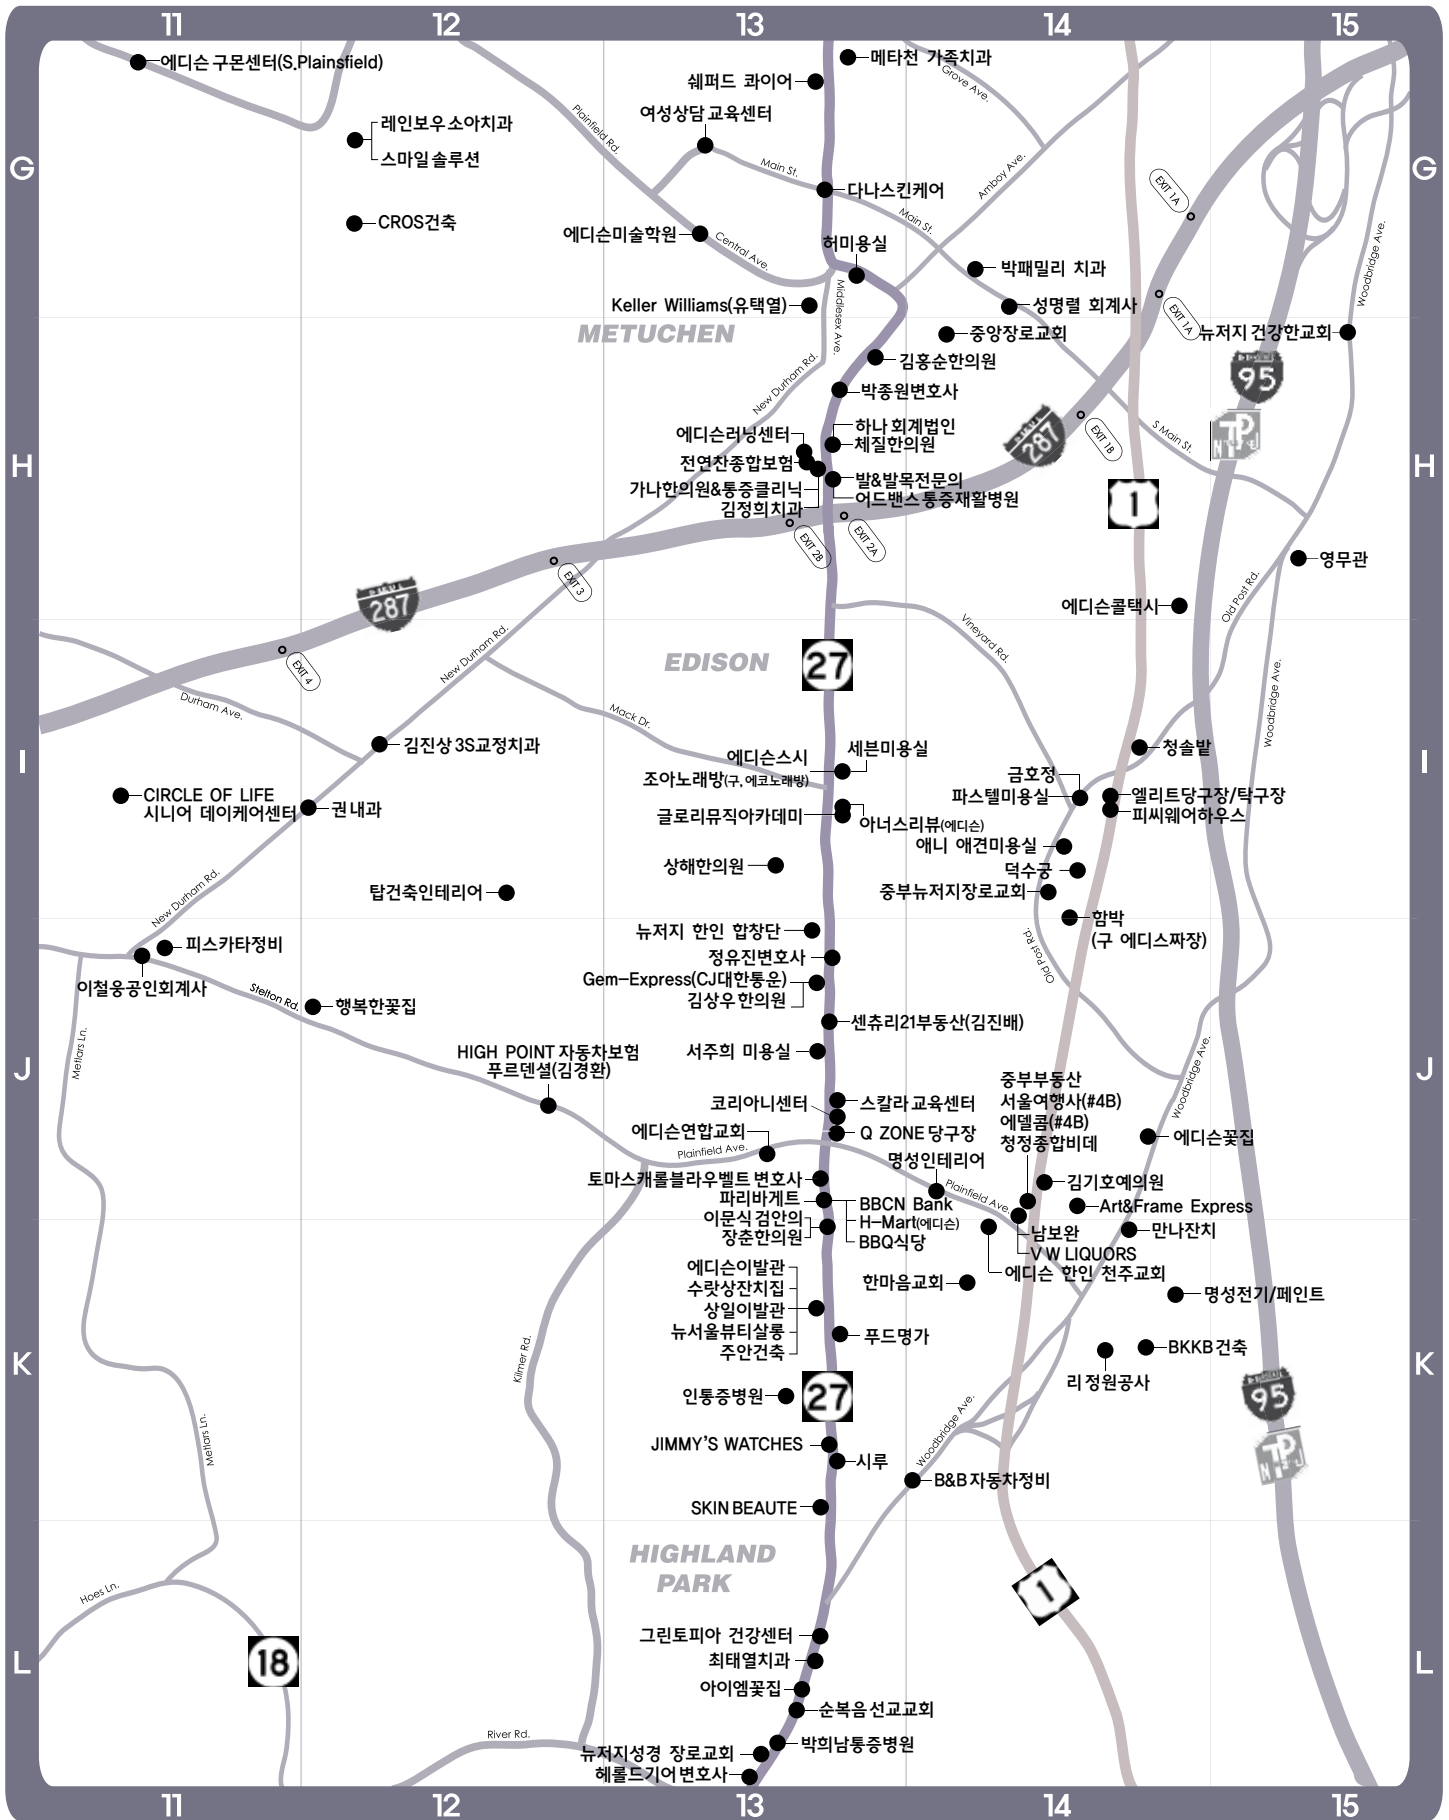 11 12 13 14 15
에디슨 구몬센터(S.Plainsfield)
메타천 가족치과
쉐퍼드 콰이어
Grove Ave.
여성상담 교육센터
Plainfield Rd.
레인보우 소아치과
스마일 솔루션
Main St.
Amboy Ave.
G
G
EXIT 1A
다나스킨케어
Main St.
CROS건축
에디슨미술학원
Central Ave.
허미용실
Woodbridge Ave.
박패밀리 치과
Keller Williams(유택열)
Middlesex Ave.
성명렬 회계사
EXIT 1A
METUCHEN
중앙장로교회
뉴저지 건강한교회
김홍순한의원
95
New Durham Rd.
박종원변호사
287
EXIT 1B
S Main St.
에디슨러닝센터
하나 회계법인
체질한의원
전연찬종합보험
H
H
가나한의원&통증클리닉
김정희치과
발&발목전문의
어드밴스통증재활병원
1
EXIT 2B
EXIT 2A
EXIT 3
영무관
287
에디슨콜택시
Old Post Rd.
Vineyard Rd.
EXIT 4
New Durham Rd.
EDISON
27
Durham Ave.
Mack Dr.
Woodbridge Ave.
김진상 3S교정치과
에디슨스시
세븐미용실
청솔밭
I
I
조아노래방(구, 에코노래방)
금호정
파스텔미용실
엘리트당구장/탁구장
피씨웨어하우스
CIRCLE OF LIFE
시니어 데이케어센터
권내과
글로리뮤직아카데미
아너스리뷰(에디슨)
애니 애견미용실
상해한의원
덕수궁
탑건축인테리어
중부뉴저지장로교회
New Durham Rd.
함박
(구 에디스짜장)
뉴저지 한인 합창단
피스카타정비
이철웅공인회계사
정유진변호사
Old Post Rd.
Gem-Express(CJ대한통운)
김상우 한의원
Stelton Rd.
행복한꽃집
센츄리21부동산(김진배)
Metlars Ln.
HIGH POINT 자동차보험
푸르덴셜(김경환)
서주희 미용실
J
J
Woodbridge Ave.
중부부동산
서울여행사(#4B)
에델콤(#4B)
청정종합비데
코리아니센터
스칼라 교육센터
에디슨연합교회
Q ZONE 당구장
에디슨꽃집
Plainfield Ave.
명성인테리어
토마스캐롤블라우벨트 변호사
Plainfield Ave.
김기호예의원
파리바게트
BBCN Bank
Art&Frame Express
이문식 검안의
장춘한의원
H-Mart(에디슨)
BBQ식당
남보완
V W LIQUORS
만나잔치
에디슨 한인 천주교회
에디슨이발관
수랏상잔치집
상일이발관
뉴서울뷰티살롱
주안건축
한마음교회
명성전기/페인트
푸드명가
K
K
Kilmer Rd.
BKKB 건축
리 정원공사
인통증병원
27
95
Metlars Ln.
Woodbridge Ave.
JIMMY'S WATCHES
시루
B&B 자동차정비
SKIN BEAUTE
HIGHLAND
PARK
Hoes Ln.
1
18
그린토피아 건강센터
L
L
최태열치과
아이엠꽃집
순복음 선교교회
River Rd.
박희남통증병원
뉴저지성경 장로교회
헤롤드기어 변호사
11 12 13 14 15